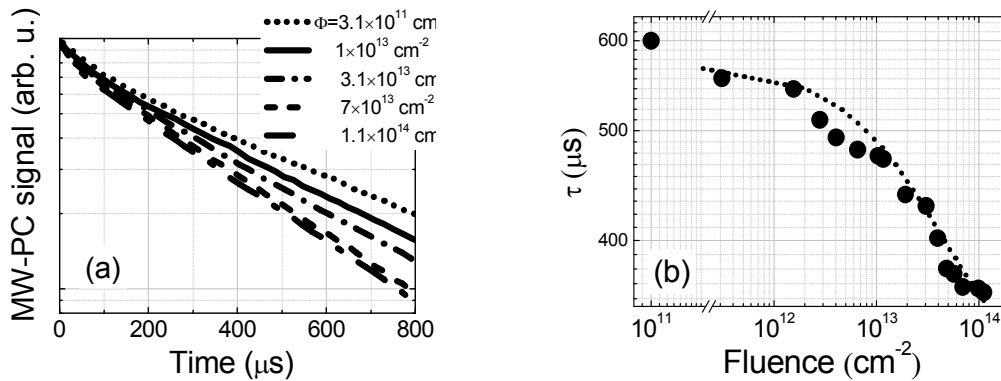 MW-PC signal (arb. u.)
Φ=3.1×10¹¹ cm
1×10¹³ cm⁻²
3.1×10¹³ cm
7×10¹³ cm⁻²
1.1×10¹⁴ cm
(a)
0 200 400 600 800
Time (μs)
τ (μs)
600
500
400
(b)
10¹¹ 10¹² 10¹³ 10¹⁴
Fluence (cm⁻²)